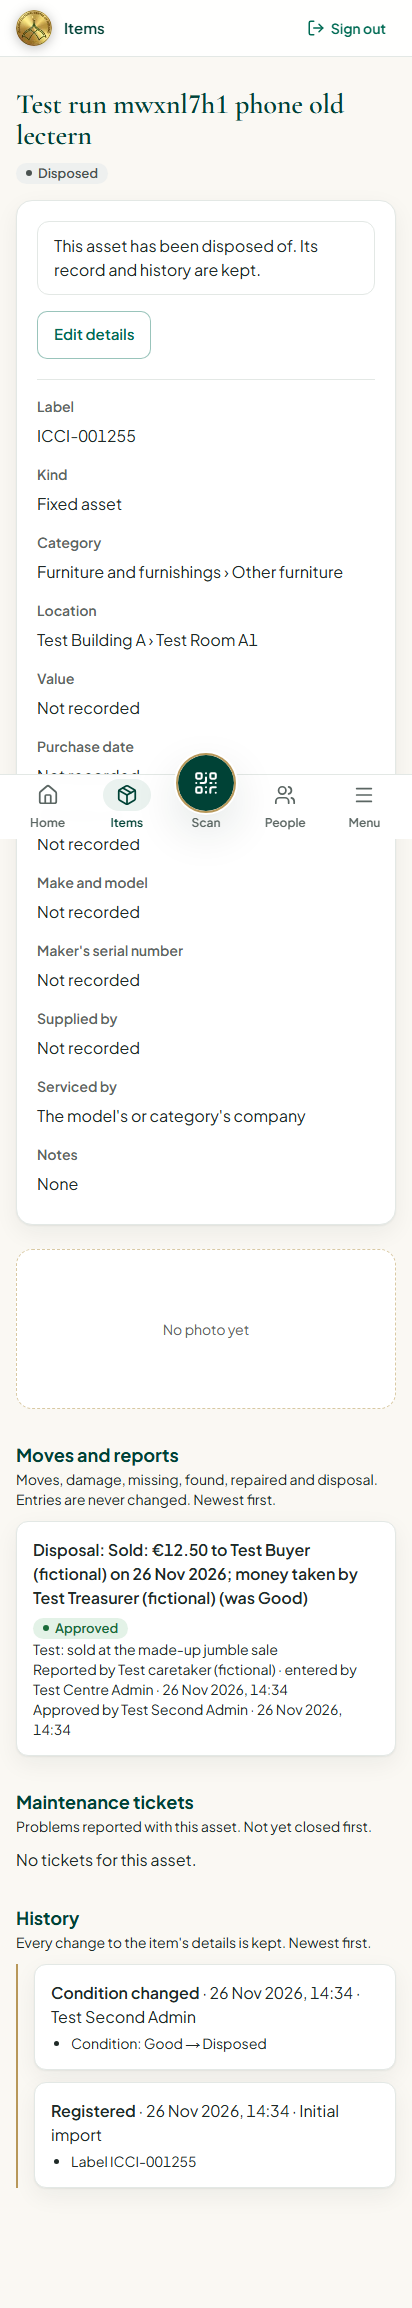 Items
Sign out
Test run mwxnl7h1 phone old
lectern
Disposed
This asset has been disposed of. Its
record and history are kept.
Edit details
Label
ICCI-001255
Kind
Fixed asset
Category
Furniture and furnishings › Other furniture
Location
Test Building A › Test Room A1
Value
Not recorded
Purchase date
Home
Items
Scan
People
Menu
Not recorded
Make and model
Not recorded
Maker's serial number
Not recorded
Supplied by
Not recorded
Serviced by
The model's or category's company
Notes
None
No photo yet
Moves and reports
Moves, damage, missing, found, repaired and disposal.
Entries are never changed. Newest first.
Disposal: Sold: €12.50 to Test Buyer
(fictional) on 26 Nov 2026; money taken by
Test Treasurer (fictional) (was Good)
Approved
Test: sold at the made-up jumble sale
Reported by Test caretaker (fictional) · entered by
Test Centre Admin · 26 Nov 2026, 14:34
Approved by Test Second Admin · 26 Nov 2026,
14:34
Maintenance tickets
Problems reported with this asset. Not yet closed first.
No tickets for this asset.
History
Every change to the item's details is kept. Newest first.
Condition changed · 26 Nov 2026, 14:34 ·
Test Second Admin
• Condition: Good → Disposed
Registered · 26 Nov 2026, 14:34 · Initial
import
• Label ICCI-001255